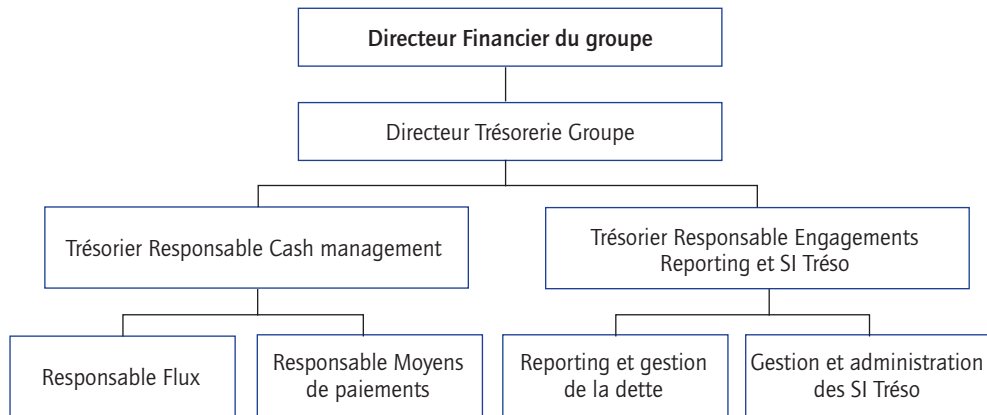 Directeur Financier du groupe
Directeur Trésorerie Groupe
Trésorier Responsable Cash management
Trésorier Responsable Engagements
Reporting et SI Tréso
Responsable Flux
Responsable Moyens
de paiements
Reporting et gestion
de la dette
Gestion et administration
des SI Tréso